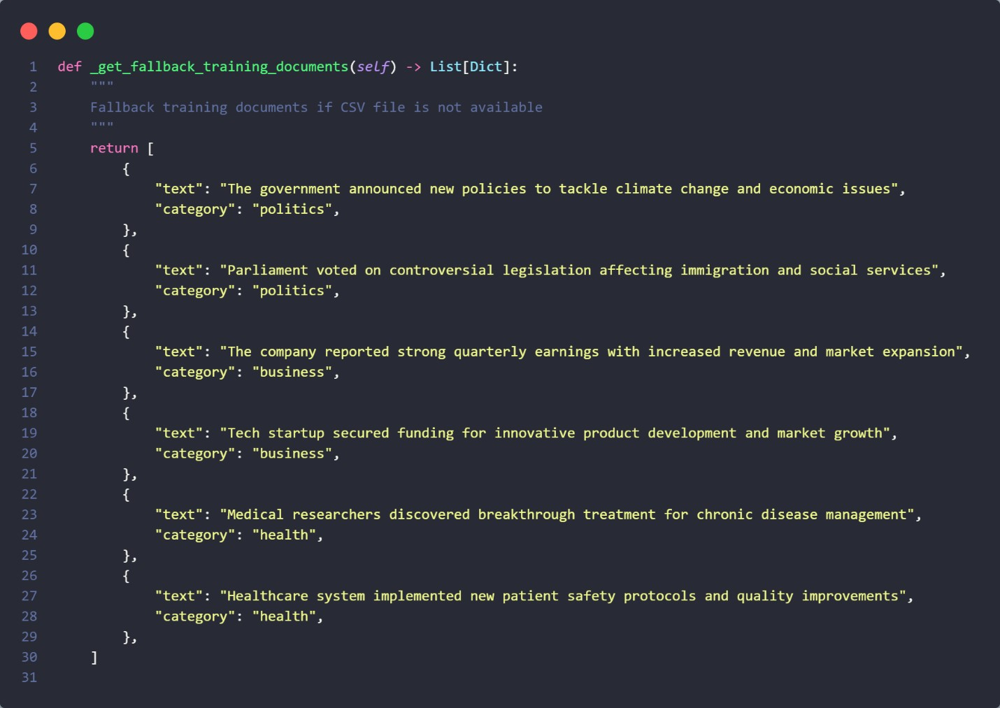 1 def _get_fallback_training_documents(self) -> List[Dict]:
2     """
3     Fallback training documents if CSV file is not available
4     """
5     return [
6         {
7             "text": "The government announced new policies to tackle climate change and economic issues",
8             "category": "politics",
9         },
10         {
11             "text": "Parliament voted on controversial legislation affecting immigration and social services",
12             "category": "politics",
13         },
14         {
15             "text": "The company reported strong quarterly earnings with increased revenue and market expansion",
16             "category": "business",
17         },
18         {
19             "text": "Tech startup secured funding for innovative product development and market growth",
20             "category": "business",
21         },
22         {
23             "text": "Medical researchers discovered breakthrough treatment for chronic disease management",
24             "category": "health",
25         },
26         {
27             "text": "Healthcare system implemented new patient safety protocols and quality improvements",
28             "category": "health",
29         },
30     ]
31